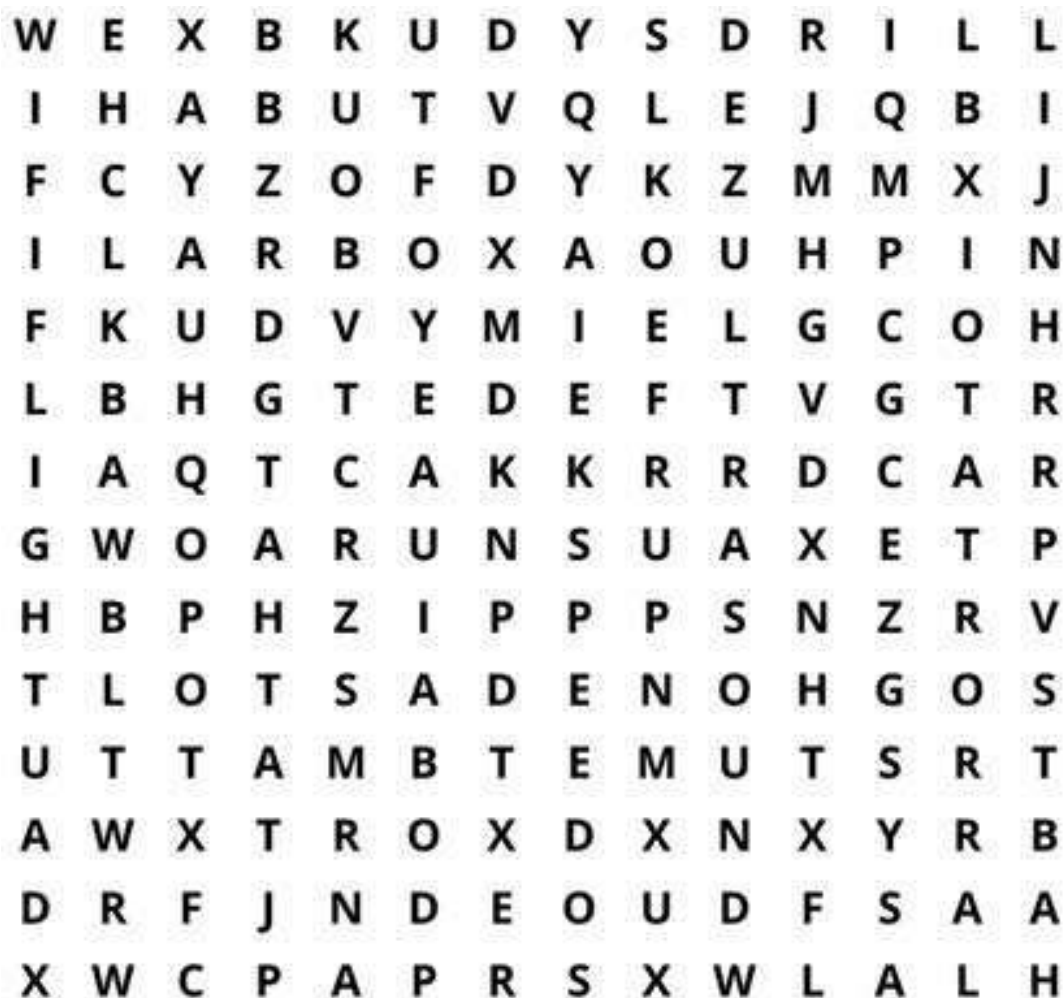 W E X B K U D Y S D R I L L
I H A B U T V Q L E J Q B I
F C Y Z O F D Y K Z M M X J
I L A R B O X A O U H P I N
F K U D V Y M I E L G C O H
L B H G T E D E F T V G T R
I A Q T C A K K R R D C A R
G W O A R U N S U A X E T P
H B P H Z I P P P S N Z R V
T L O T S A D E N O H G O S
U T T A M B T E M U T S R T
A W X T R O X D X N X Y R B
D R F J N D E O U D F S A A
X W C P A P R S X W L A L H